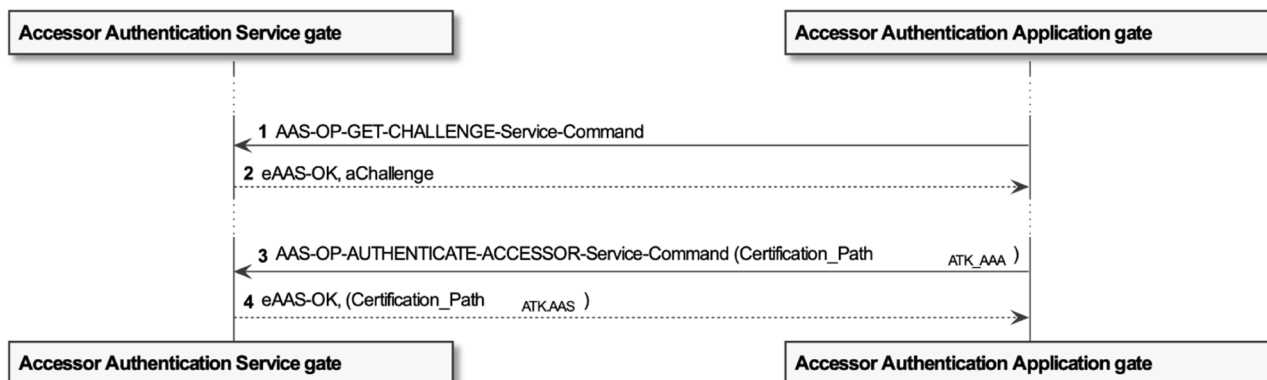 Accessor Authentication Service gate
Accessor Authentication Application gate
1 AAS-OP-GET-CHALLENGE-Service-Command
2 eAAS-OK, aChallenge
3 AAS-OP-AUTHENTICATE-ACCESSOR-Service-Command (Certification_Path ATK_AAA )
4 eAAS-OK, (Certification_Path ATK.AAS )
Accessor Authentication Service gate
Accessor Authentication Application gate